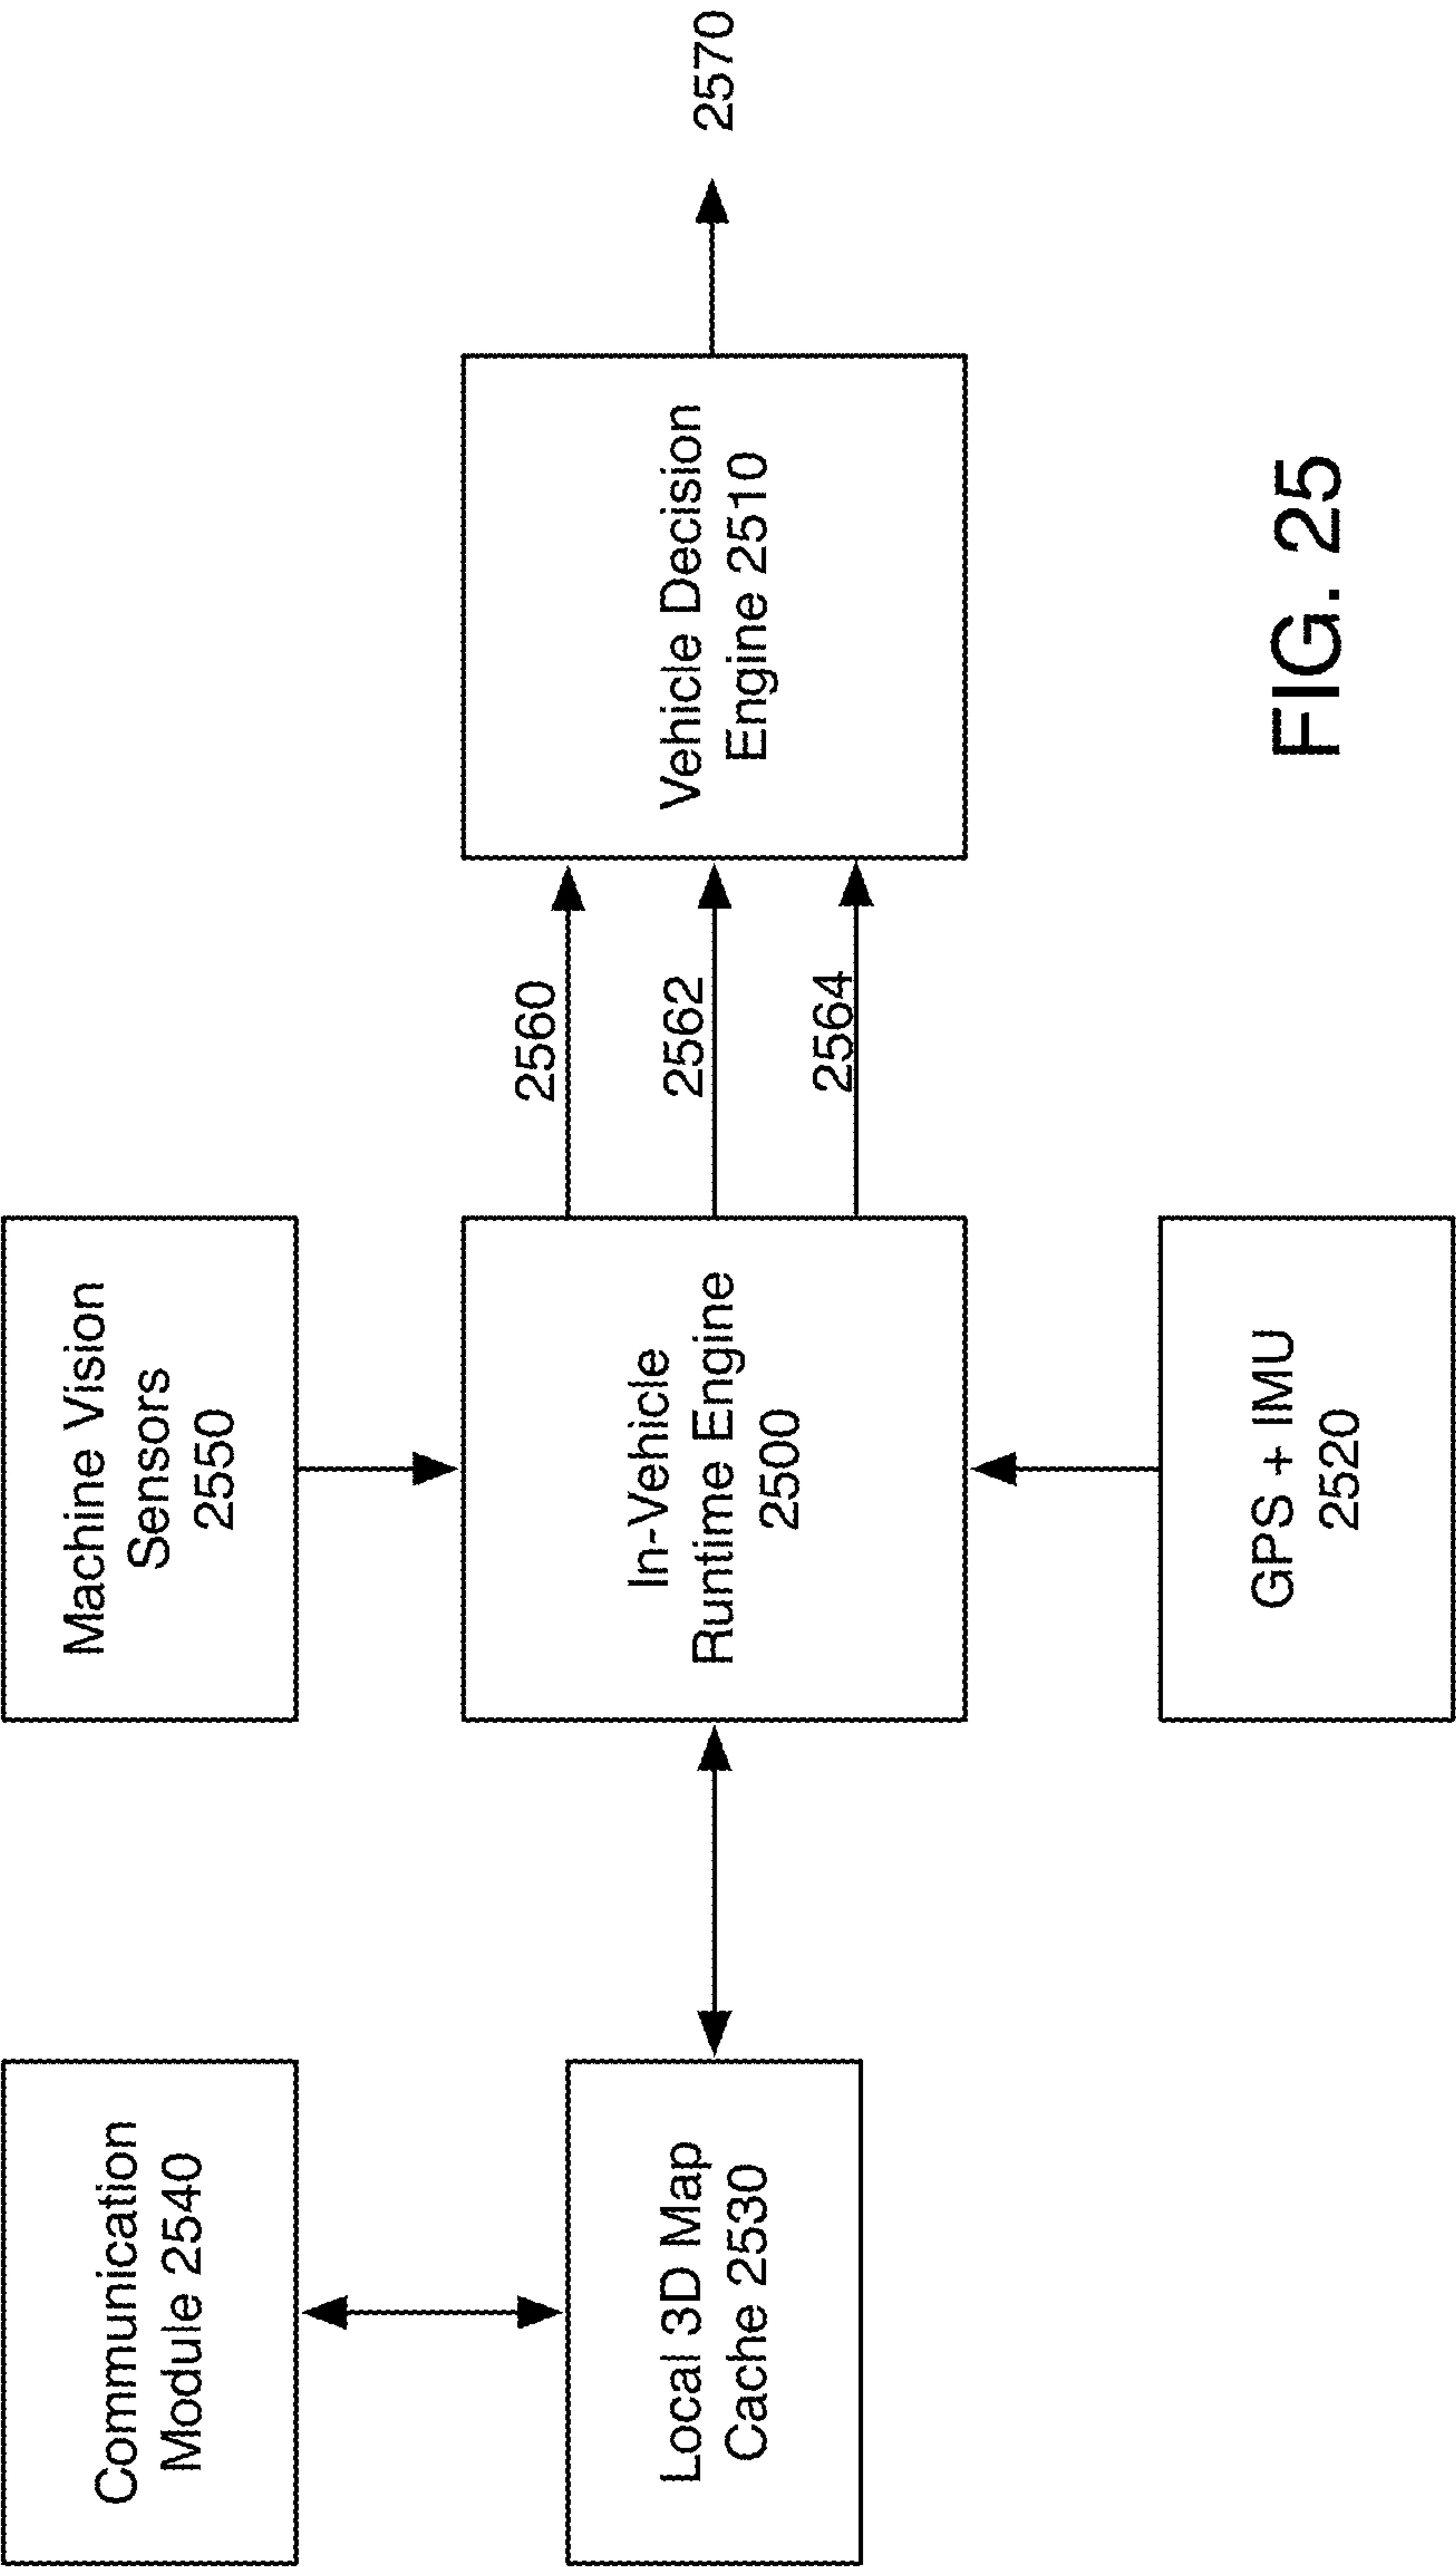 Communication
Module 2540
Machine Vision
Sensors
2550
Local 3D Map
Cache 2530
In-Vehicle
Runtime Engine
2500
2560
2562
2564
Vehicle Decision
Engine 2510
2570
GPS + IMU
2520
FIG. 25